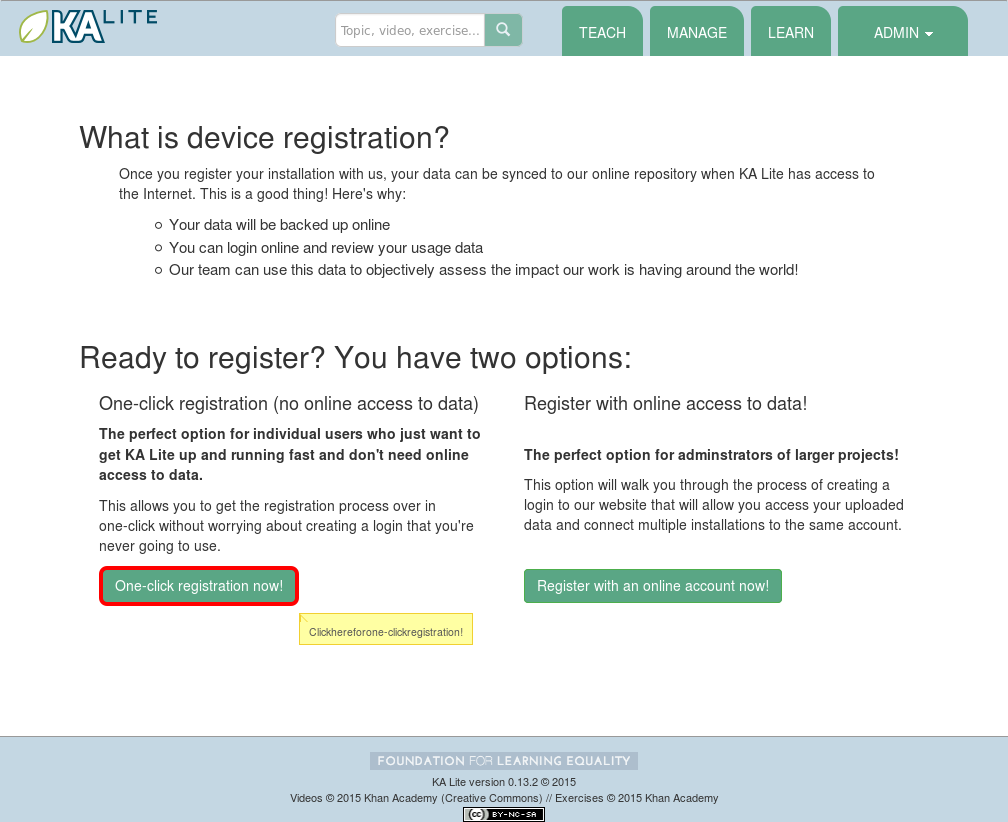 KA LITE
Topic, video, exercise...
TEACH
MANAGE
LEARN
ADMIN
What is device registration?
Once you register your installation with us, your data can be synced to our online repository when KA Lite has access to
the Internet. This is a good thing! Here's why:
Your data will be backed up online
You can login online and review your usage data
Our team can use this data to objectively assess the impact our work is having around the world!
Ready to register? You have two options:
One-click registration (no online access to data)
The perfect option for individual users who just want to
get KA Lite up and running fast and don't need online
access to data.
This allows you to get the registration process over in
one-click without worrying about creating a login that you're
never going to use.
One-click registration now!
Clickhereforone-clickregistration!
Register with online access to data!
The perfect option for adminstrators of larger projects!
This option will walk you through the process of creating a
login to our website that will allow you access your uploaded
data and connect multiple installations to the same account.
Register with an online account now!
FOUNDATION FOR LEARNING EQUALITY
KA Lite version 0.13.2 © 2015
Videos © 2015 Khan Academy (Creative Commons) // Exercises © 2015 Khan Academy
cc BY-NC-SA